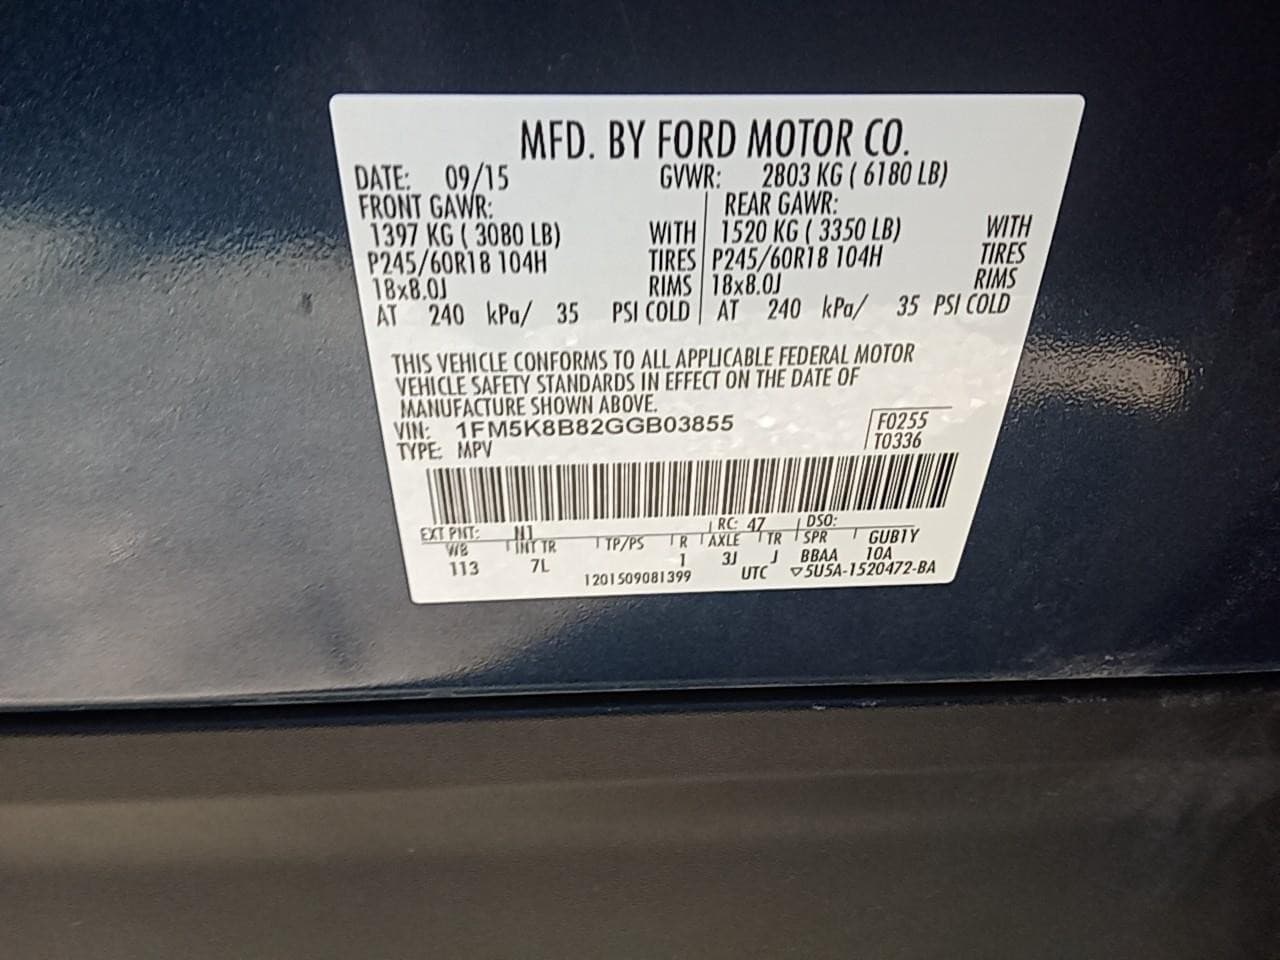 MFD. BY FORD MOTOR CO.
DATE: 09/15 GVWR: 2803 KG ( 6180 LB)
FRONT GAWR: REAR GAWR:
1397 KG ( 3080 LB) WITH 1520 KG ( 3350 LB) WITH
P245/60R18 104H TIRES P245/60R18 104H TIRES
18x8.0J RIMS 18x8.0J RIMS
AT 240 kPa/ 35 PSI COLD AT 240 kPa/ 35 PSI COLD
THIS VEHICLE CONFORMS TO ALL APPLICABLE FEDERAL MOTOR
VEHICLE SAFETY STANDARDS IN EFFECT ON THE DATE OF
MANUFACTURE SHOWN ABOVE.
VIN: 1FM5K8B82GGB03855 F0255
TYPE: MPV T0336
EXT PNT: N1 RC: 47 DSO:
WB INT TR TP/PS R AXLE TR SPR GUB1Y
113 7L 1 3J J BBAA 10A
1201509081399 UTC ▽5U5A-1520472-BA